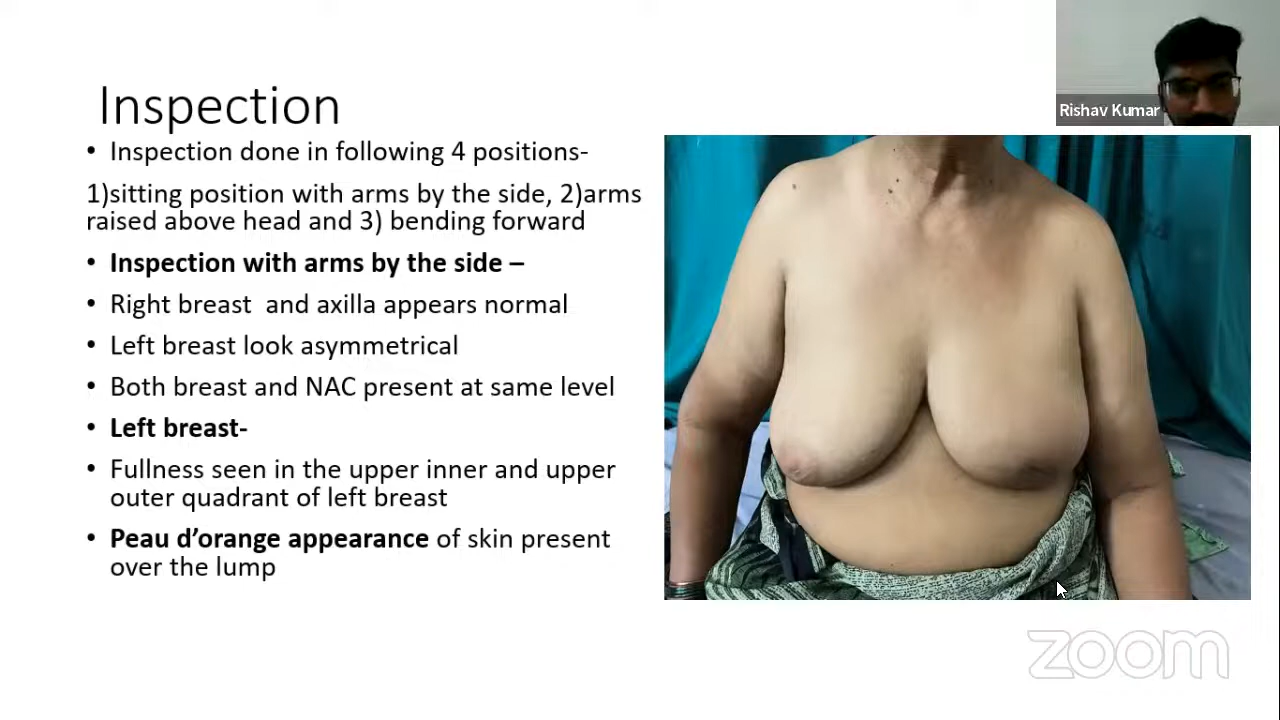 Rishav Kumar
Inspection
• Inspection done in following 4 positions-
1)sitting position with arms by the side, 2)arms
raised above head and 3) bending forward
• Inspection with arms by the side –
• Right breast  and axilla appears normal
• Left breast look asymmetrical
• Both breast and NAC present at same level
• Left breast-
• Fullness seen in the upper inner and upper
outer quadrant of left breast
• Peau d’orange appearance of skin present
over the lump
zoom